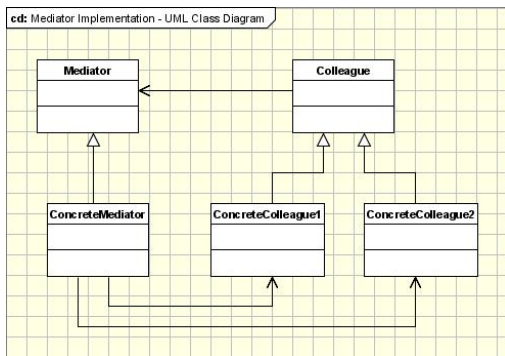 cd: Mediator Implementation - UML Class Diagram
Mediator
Colleague
ConcreteMediator
ConcreteColleague1
ConcreteColleague2